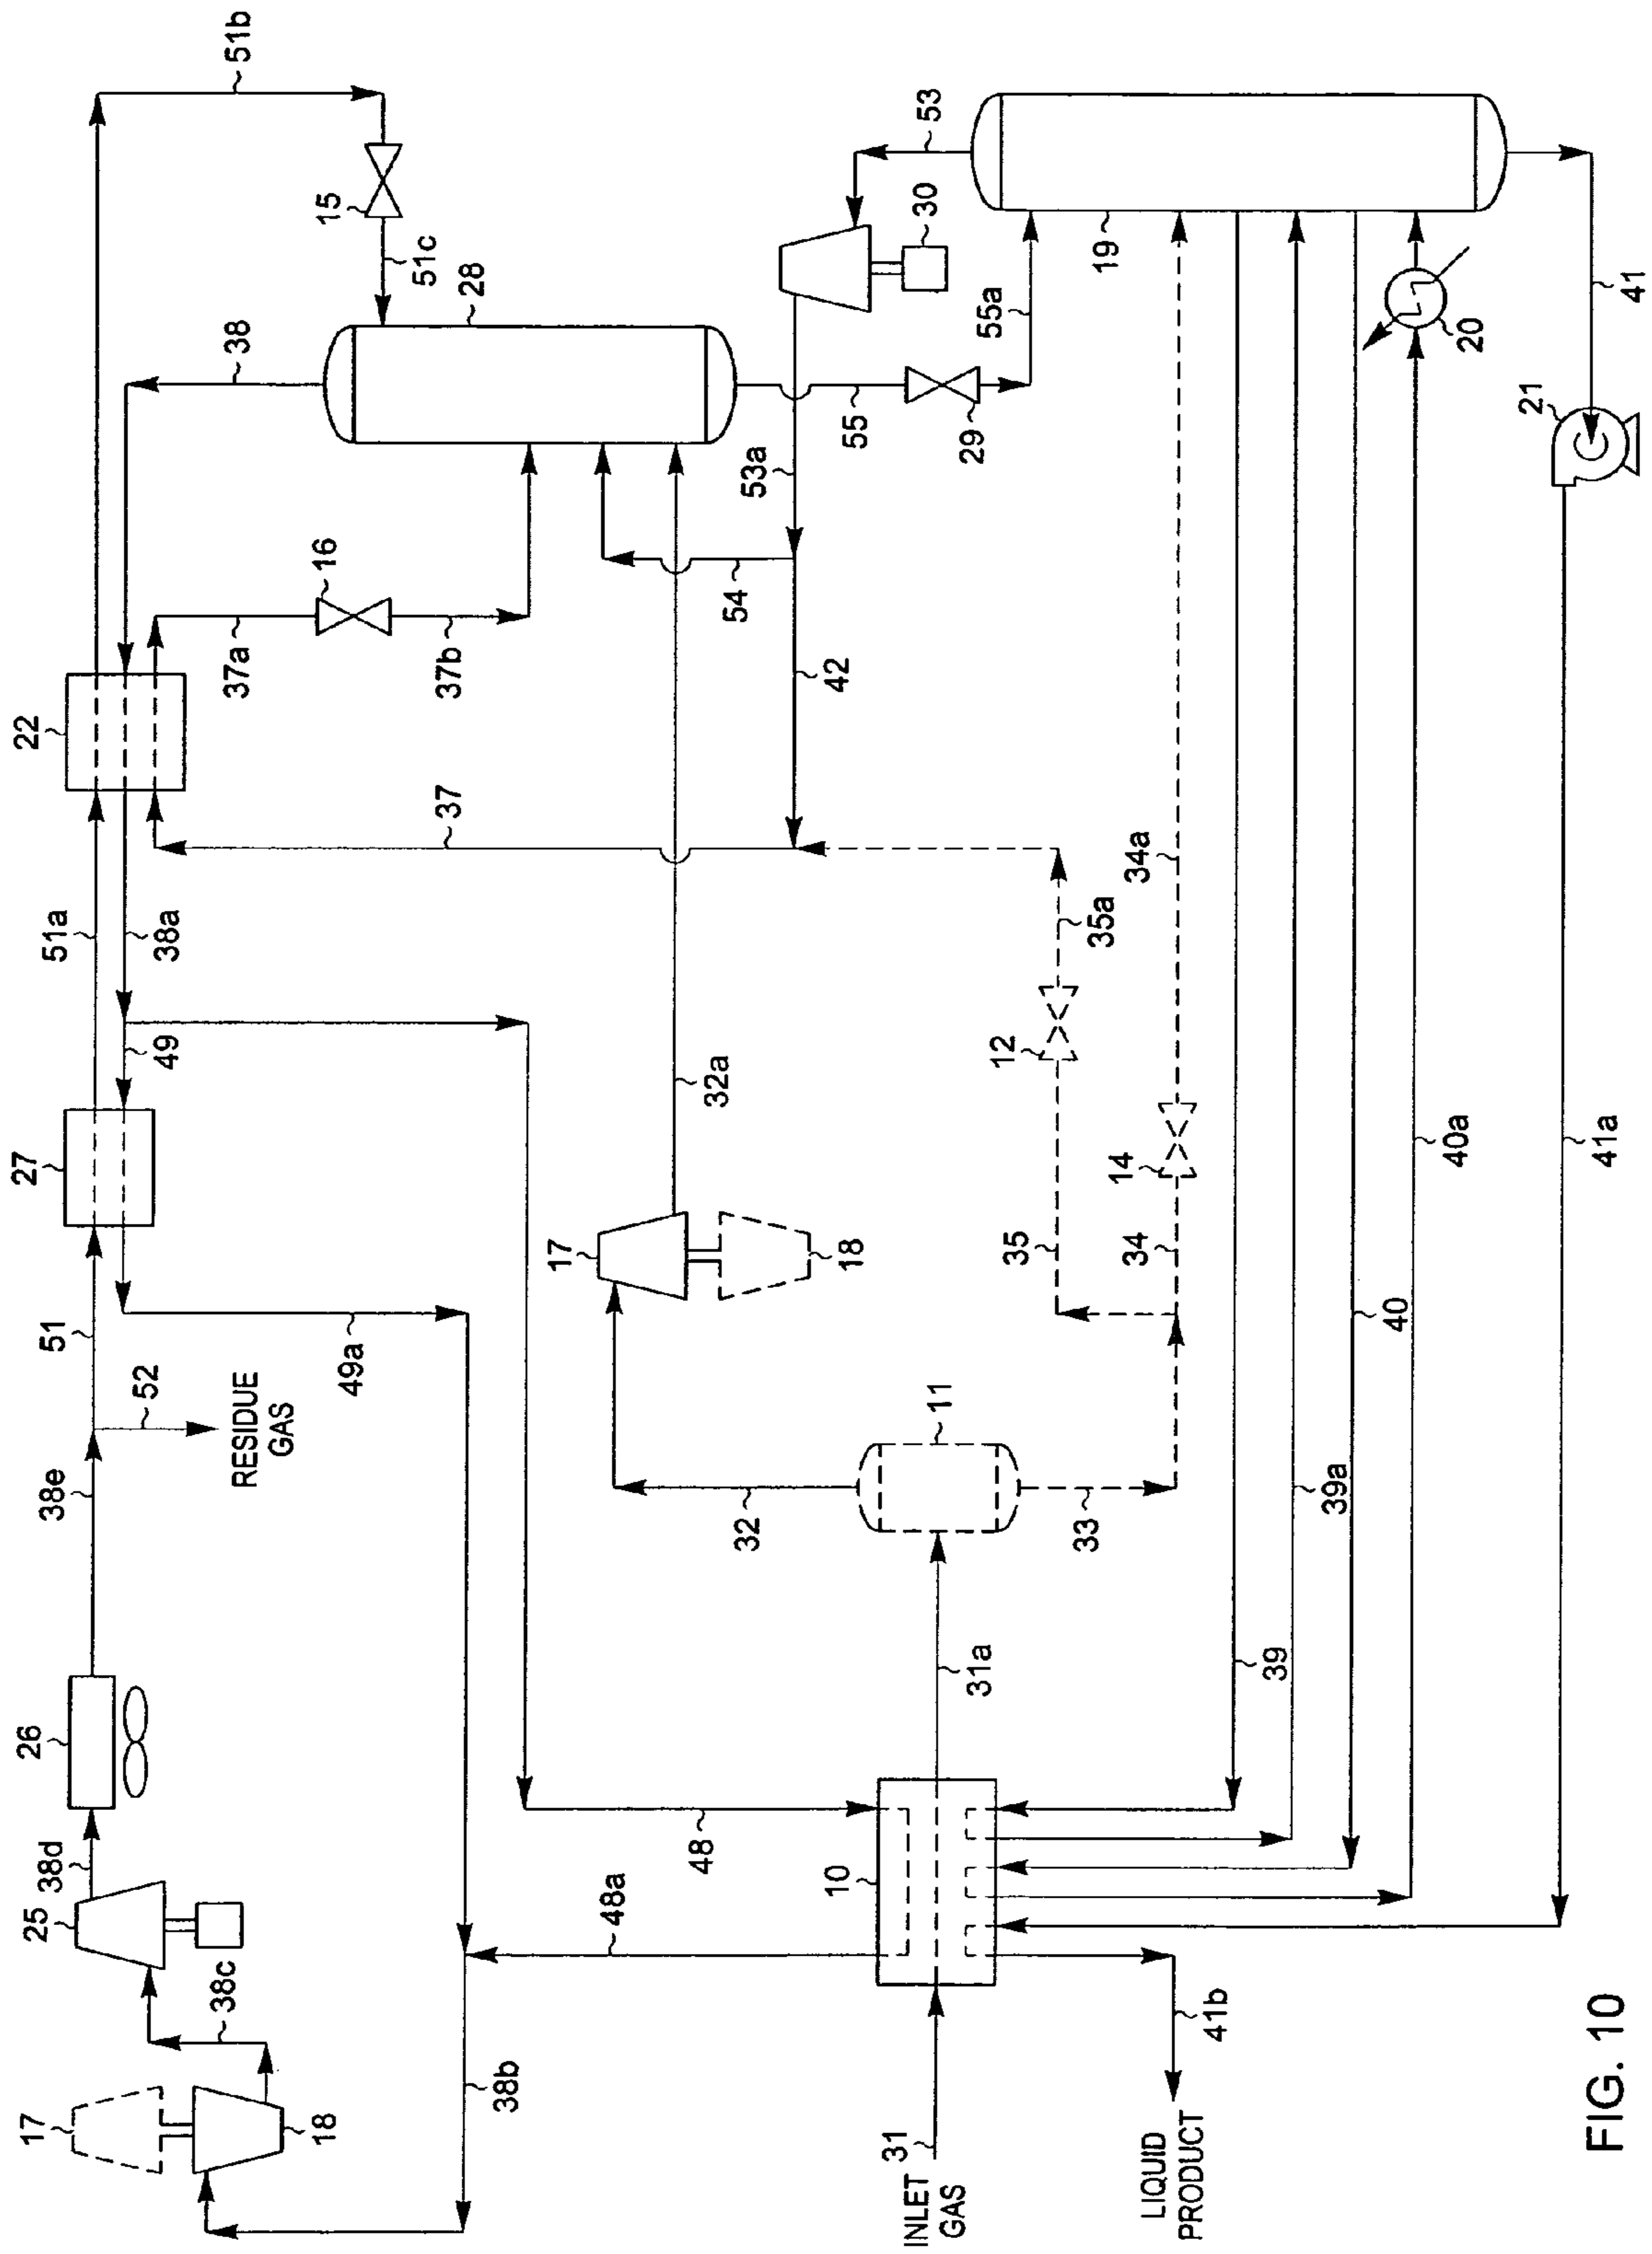 51b
15
51c
38
28
53
30
19
55a
55
29
20
41
21
53a
54
42
16
37a
37b
22
37
51a
38a
49
27
51
52
RESIDUE
GAS
49a
38e
26
38d
25
38c
17
18
38b
32a
17
18
12
35a
34a
14
35
34
11
32
33
31a
39
39a
40
40a
41a
48
48a
10
31
INLET
GAS
LIQUID
PRODUCT
41b
FIG. 10